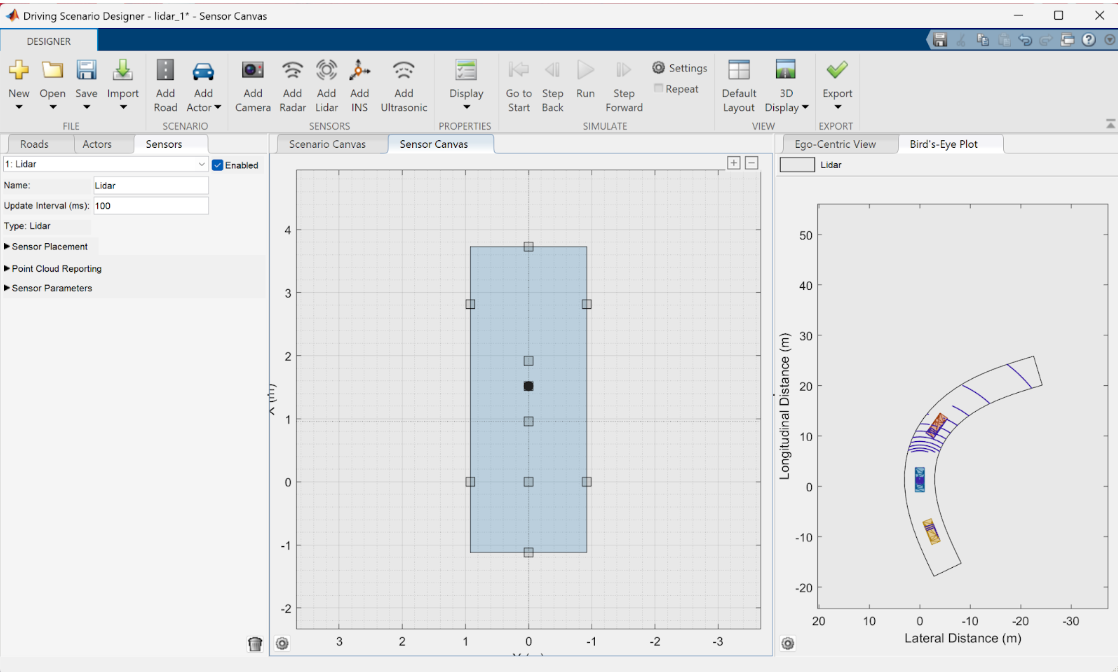 Driving Scenario Designer - lidar_1* - Sensor Canvas
DESIGNER
New Open Save Import Add Road Add Actor Add Camera Add Radar Add Lidar Add INS Add Ultrasonic Display Go to Start Step Back Run Step Forward Settings Repeat Default Layout 3D Display Export
FILE SCENARIO SENSORS PROPERTIES SIMULATE VIEW EXPORT
Roads Actors Sensors
1: Lidar Enabled
Name: Lidar
Update Interval (ms): 100
Type: Lidar
Sensor Placement
Point Cloud Reporting
Sensor Parameters
Scenario Canvas Sensor Canvas
4
3
2
1
0
-1
-2
X (m)
3 2 1 0 -1 -2 -3
Ego-Centric View Bird's-Eye Plot
Lidar
50
40
30
20
10
0
-10
-20
Longitudinal Distance (m)
20 10 0 -10 -20 -30
Lateral Distance (m)